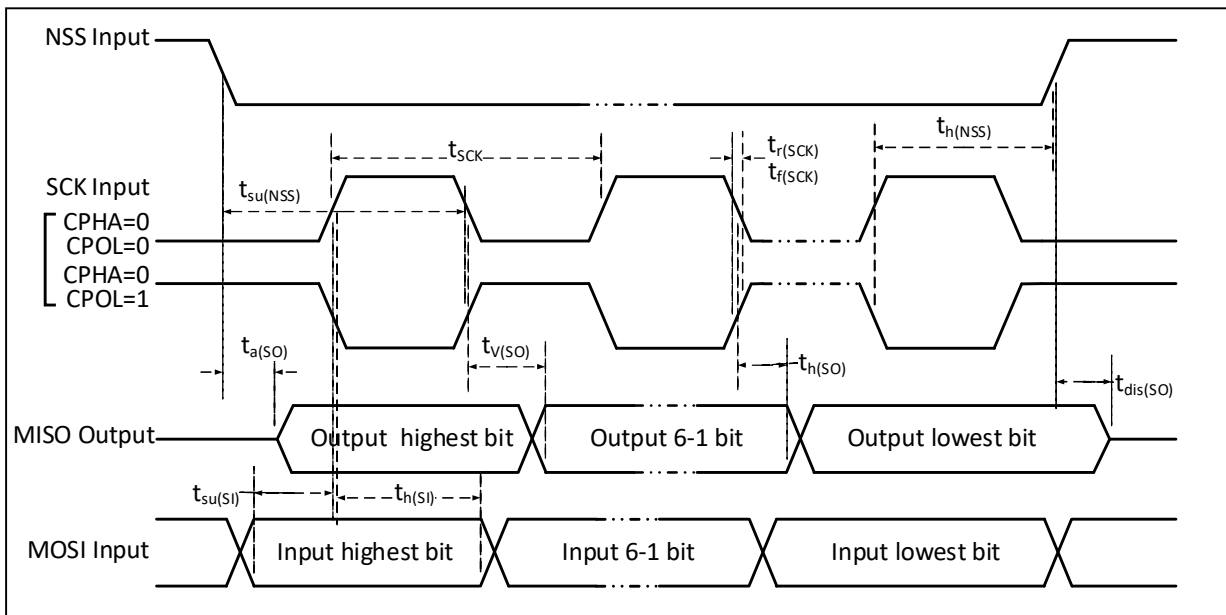 NSS Input
t_SCK
t_r(SCK)
t_f(SCK)
t_h(NSS)
SCK Input
t_su(NSS)
CPHA=0
CPOL=0
CPHA=0
CPOL=1
t_a(SO)
t_V(SO)
t_h(SO)
t_dis(SO)
MISO Output
Output highest bit
Output 6-1 bit
Output lowest bit
t_su(SI)
t_h(SI)
MOSI Input
Input highest bit
Input 6-1 bit
Input lowest bit